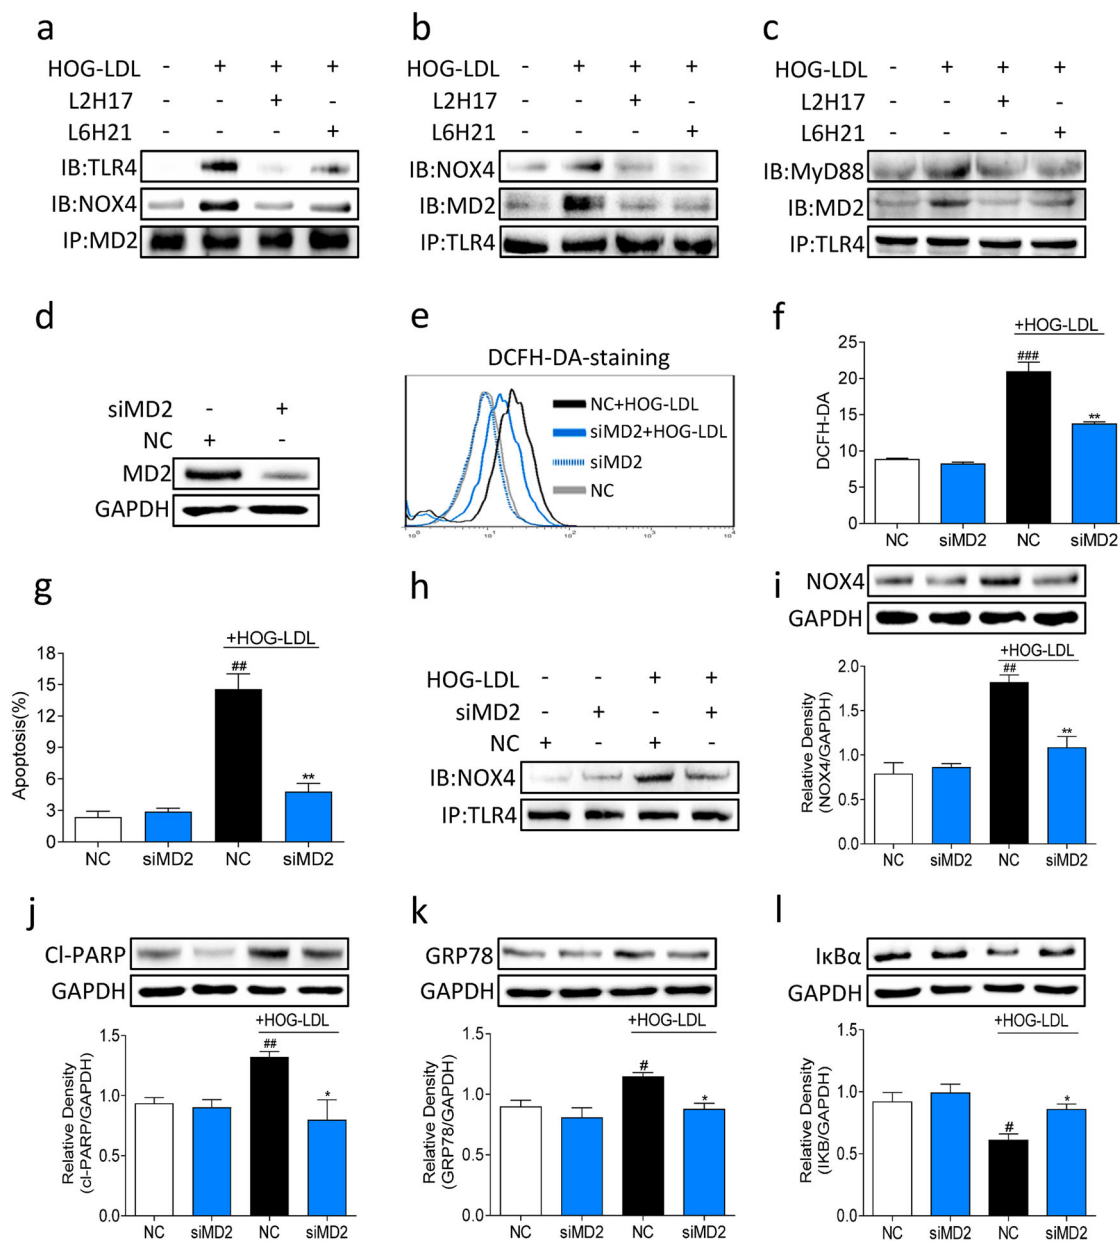 a
HOG-LDL - + + +
L2H17 - - + -
L6H21 - - - +
IB:TLR4
IB:NOX4
IP:MD2
b
HOG-LDL - + + +
L2H17 - - + -
L6H21 - - - +
IB:NOX4
IB:MD2
IP:TLR4
c
HOG-LDL - + + +
L2H17 - - + -
L6H21 - - - +
IB:MyD88
IB:MD2
IP:TLR4
d
siMD2 - +
NC + -
MD2
GAPDH
e
DCFH-DA-staining
NC+HOG-LDL
siMD2+HOG-LDL
siMD2
NC
10⁰ 10¹ 10² 10³ 10⁴
f
+HOG-LDL
DCFH-DA
25
20
15
10
5
0
###
**
NC siMD2 NC siMD2
g
+HOG-LDL
Apoptosis(%)
18
15
12
9
6
3
0
##
**
NC siMD2 NC siMD2
h
HOG-LDL - - + +
siMD2 - + - +
NC + - + -
IB:NOX4
IP:TLR4
i
NOX4
GAPDH
+HOG-LDL
Relative Density
(NOX4/GAPDH)
2.0
1.5
1.0
0.5
0.0
##
**
NC siMD2 NC siMD2
j
Cl-PARP
GAPDH
+HOG-LDL
Relative Density
(cl-PARP/GAPDH)
1.5
1.0
0.5
0.0
##
*
NC siMD2 NC siMD2
k
GRP78
GAPDH
+HOG-LDL
Relative Density
(GRP78/GAPDH)
1.5
1.0
0.5
0.0
#
*
NC siMD2 NC siMD2
l
IκBα
GAPDH
+HOG-LDL
Relative Density
(IKB/GAPDH)
1.5
1.0
0.5
0.0
#
*
NC siMD2 NC siMD2